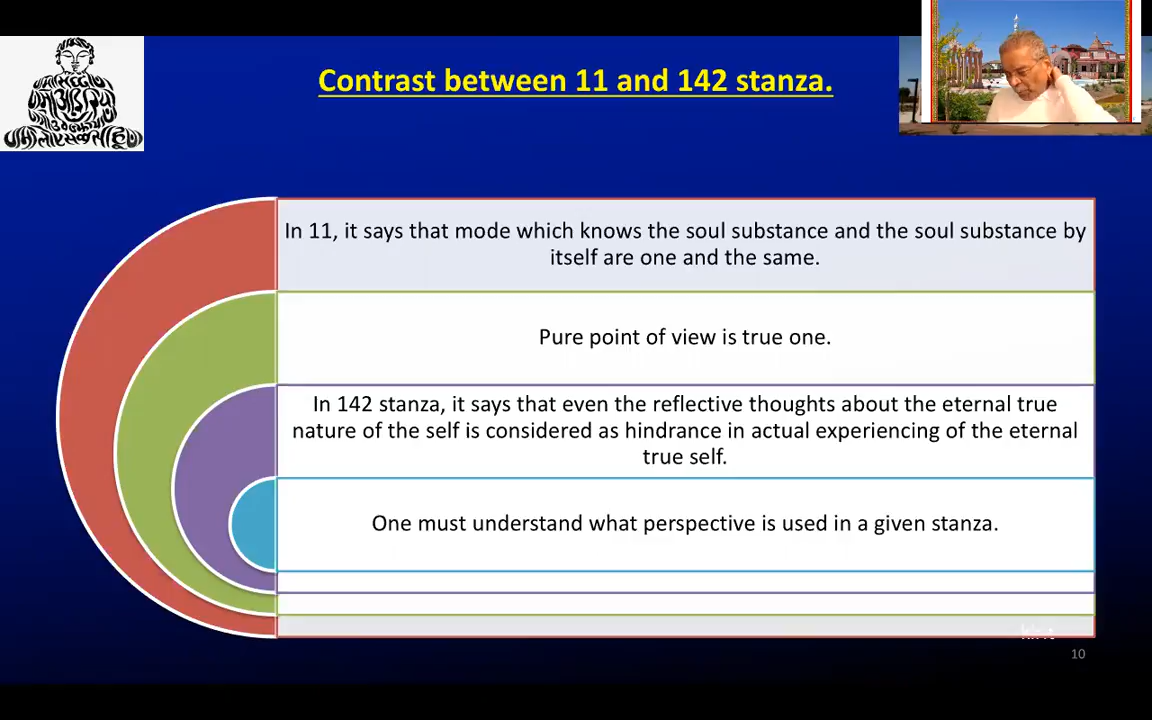 Contrast between 11 and 142 stanza.
In 11, it says that mode which knows the soul substance and the soul substance by
itself are one and the same.
Pure point of view is true one.
In 142 stanza, it says that even the reflective thoughts about the eternal true
nature of the self is considered as hindrance in actual experiencing of the eternal
true self.
One must understand what perspective is used in a given stanza.
10